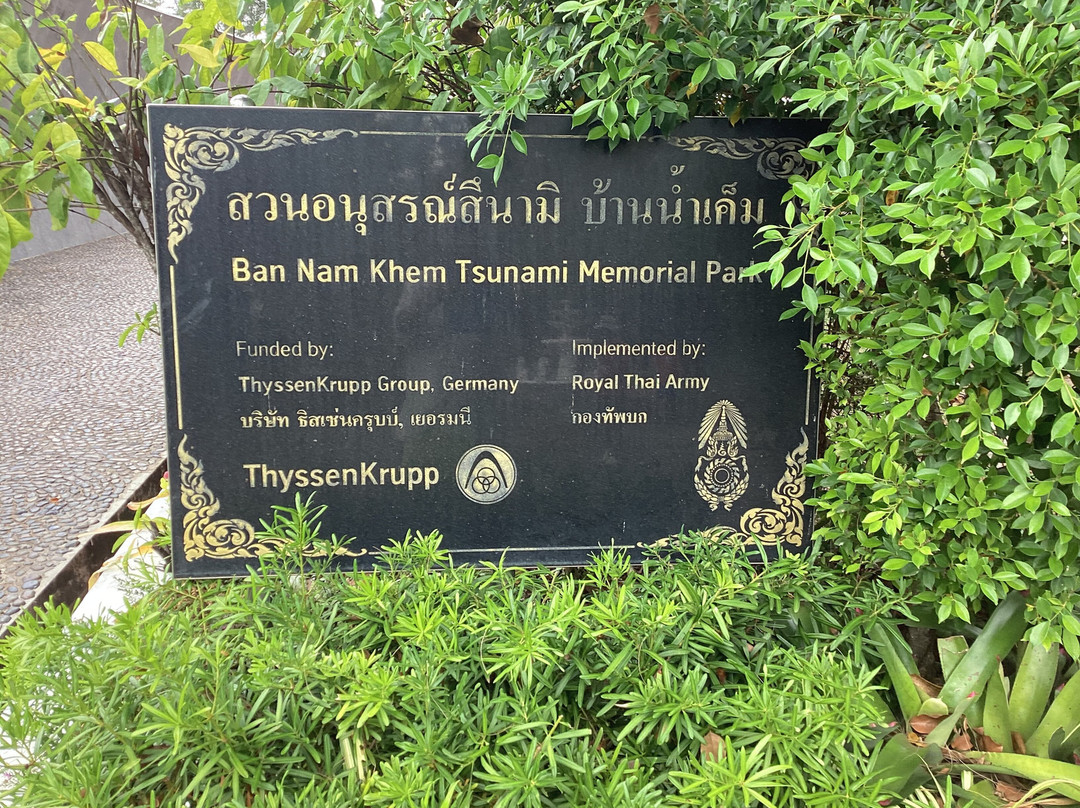 สวนอนุสรณ์สึนามิ บ้านน้ำเค็ม
Ban Nam Khem Tsunami Memorial Park
Funded by:
ThyssenKrupp Group, Germany
บริษัท ธิสเซ่นครุบบ์, เยอรมนี
ThyssenKrupp
Implemented by:
Royal Thai Army
กองทัพบก